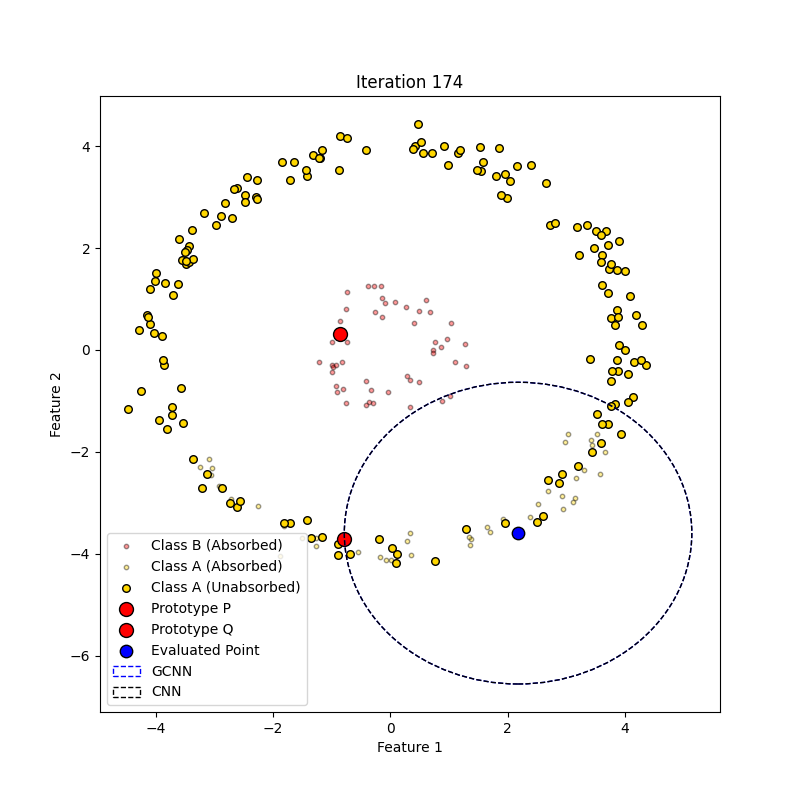 Iteration 174
4
2
0
−2
−4
−6
Feature 2
Class B (Absorbed)
Class A (Absorbed)
Class A (Unabsorbed)
Prototype P
Prototype Q
Evaluated Point
GCNN
CNN
−4
−2
0
2
4
Feature 1